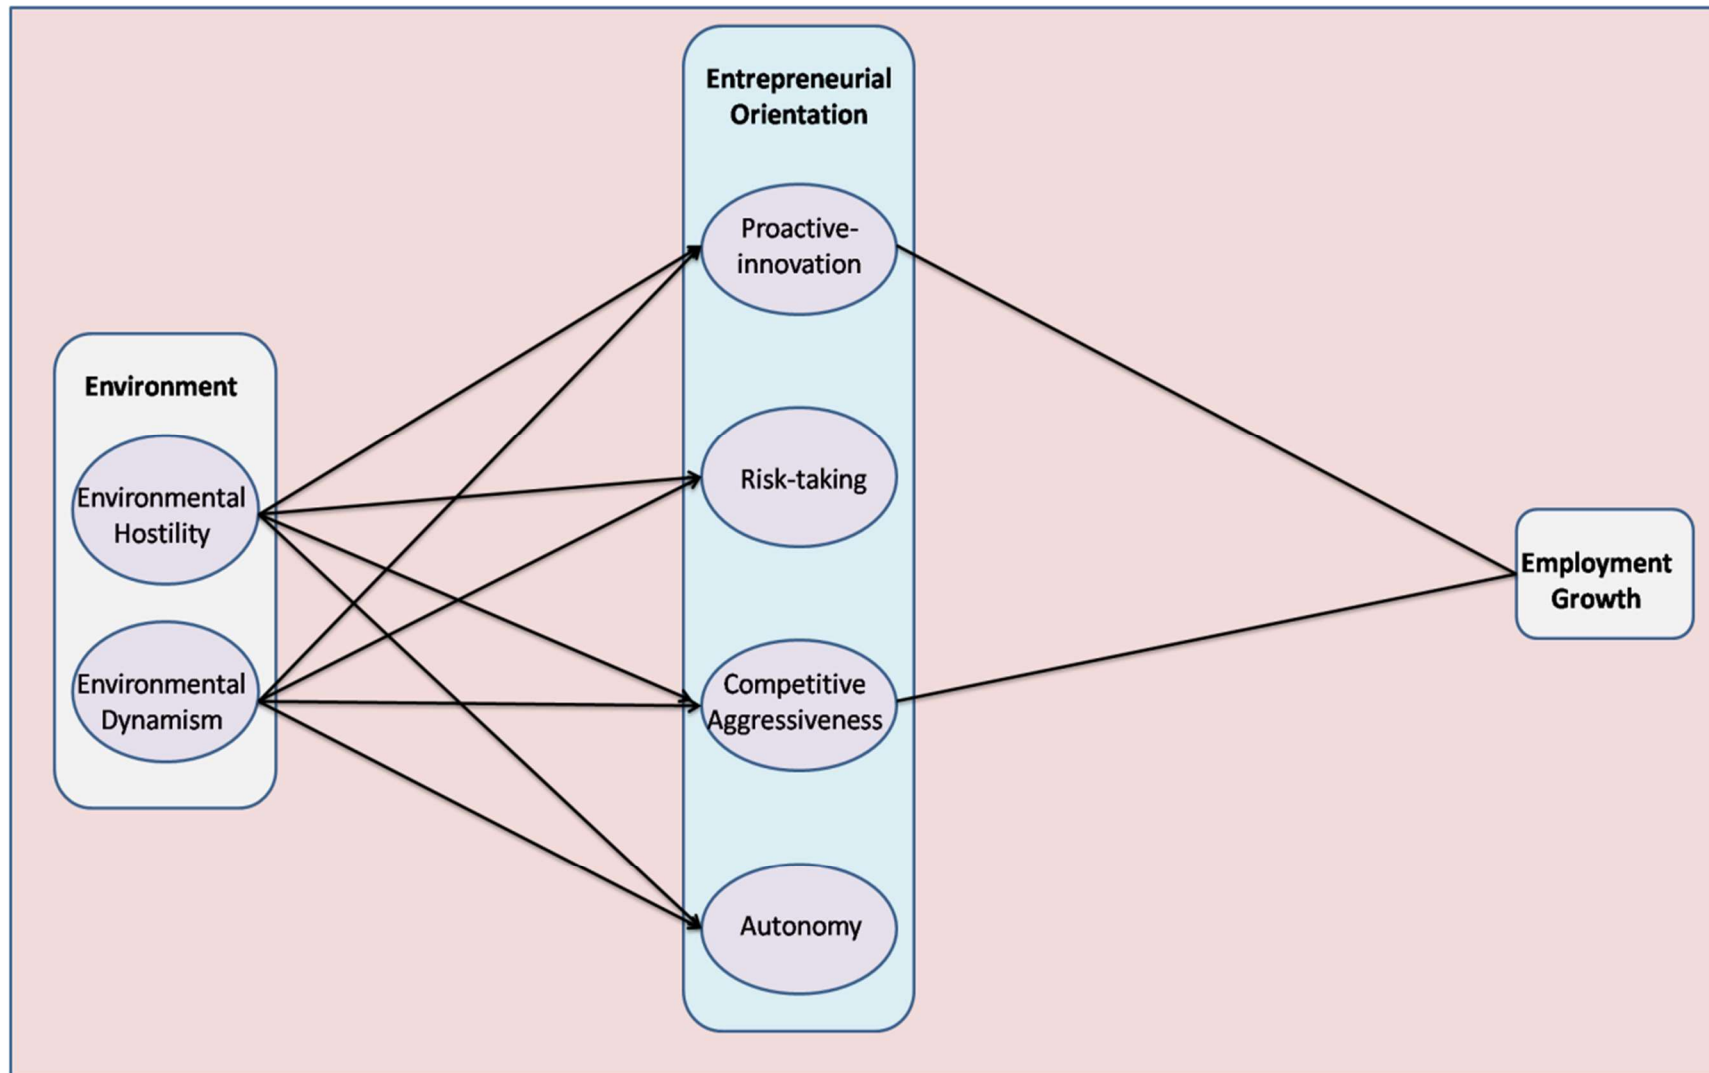 Environment
Environmental
Hostility
Environmental
Dynamism
Entrepreneurial
Orientation
Proactive-
innovation
Risk-taking
Competitive
Aggressiveness
Autonomy
Employment
Growth